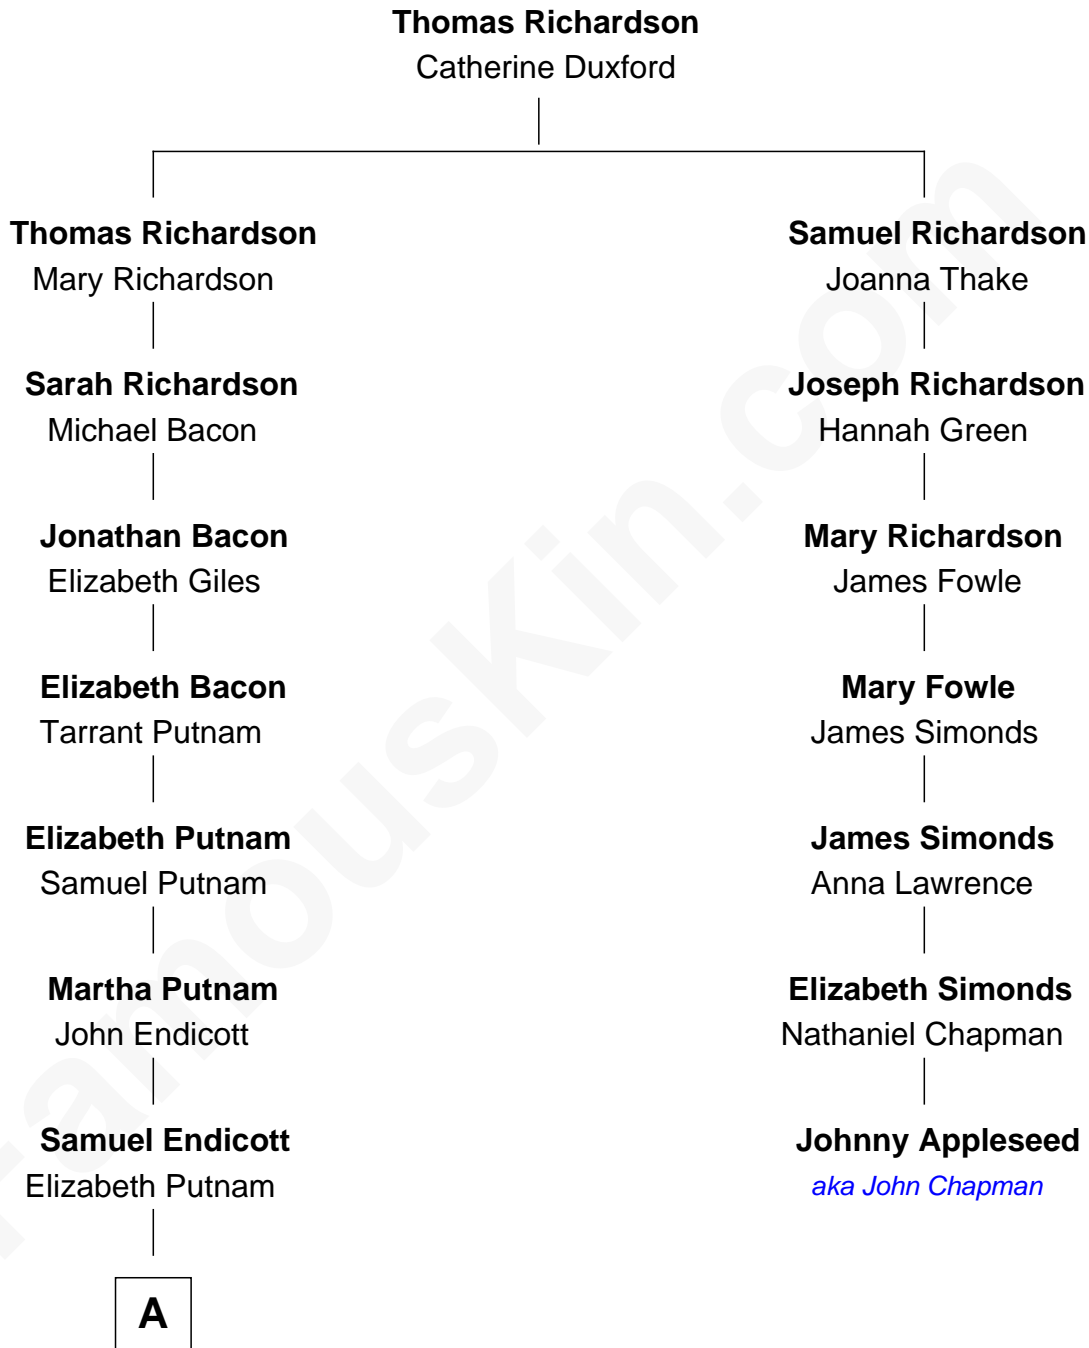 Thomas Richardson
Catherine Duxford
Thomas Richardson
Mary Richardson
Samuel Richardson
Joanna Thake
Sarah Richardson
Michael Bacon
Joseph Richardson
Hannah Green
Jonathan Bacon
Elizabeth Giles
Mary Richardson
James Fowle
Elizabeth Bacon
Tarrant Putnam
Mary Fowle
James Simonds
Elizabeth Putnam
Samuel Putnam
James Simonds
Anna Lawrence
Martha Putnam
John Endicott
Elizabeth Simonds
Nathaniel Chapman
Samuel Endicott
Elizabeth Putnam
Johnny Appleseed
aka John Chapman
A
FamousKin.com